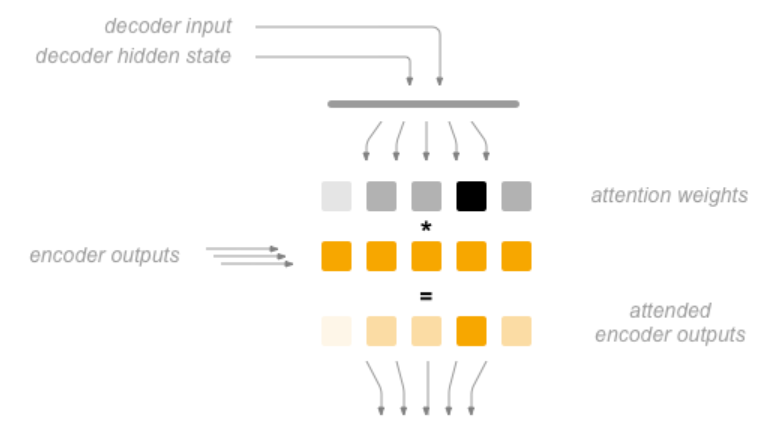 decoder input
decoder hidden state
attention weights
*
encoder outputs
=
attended
encoder outputs